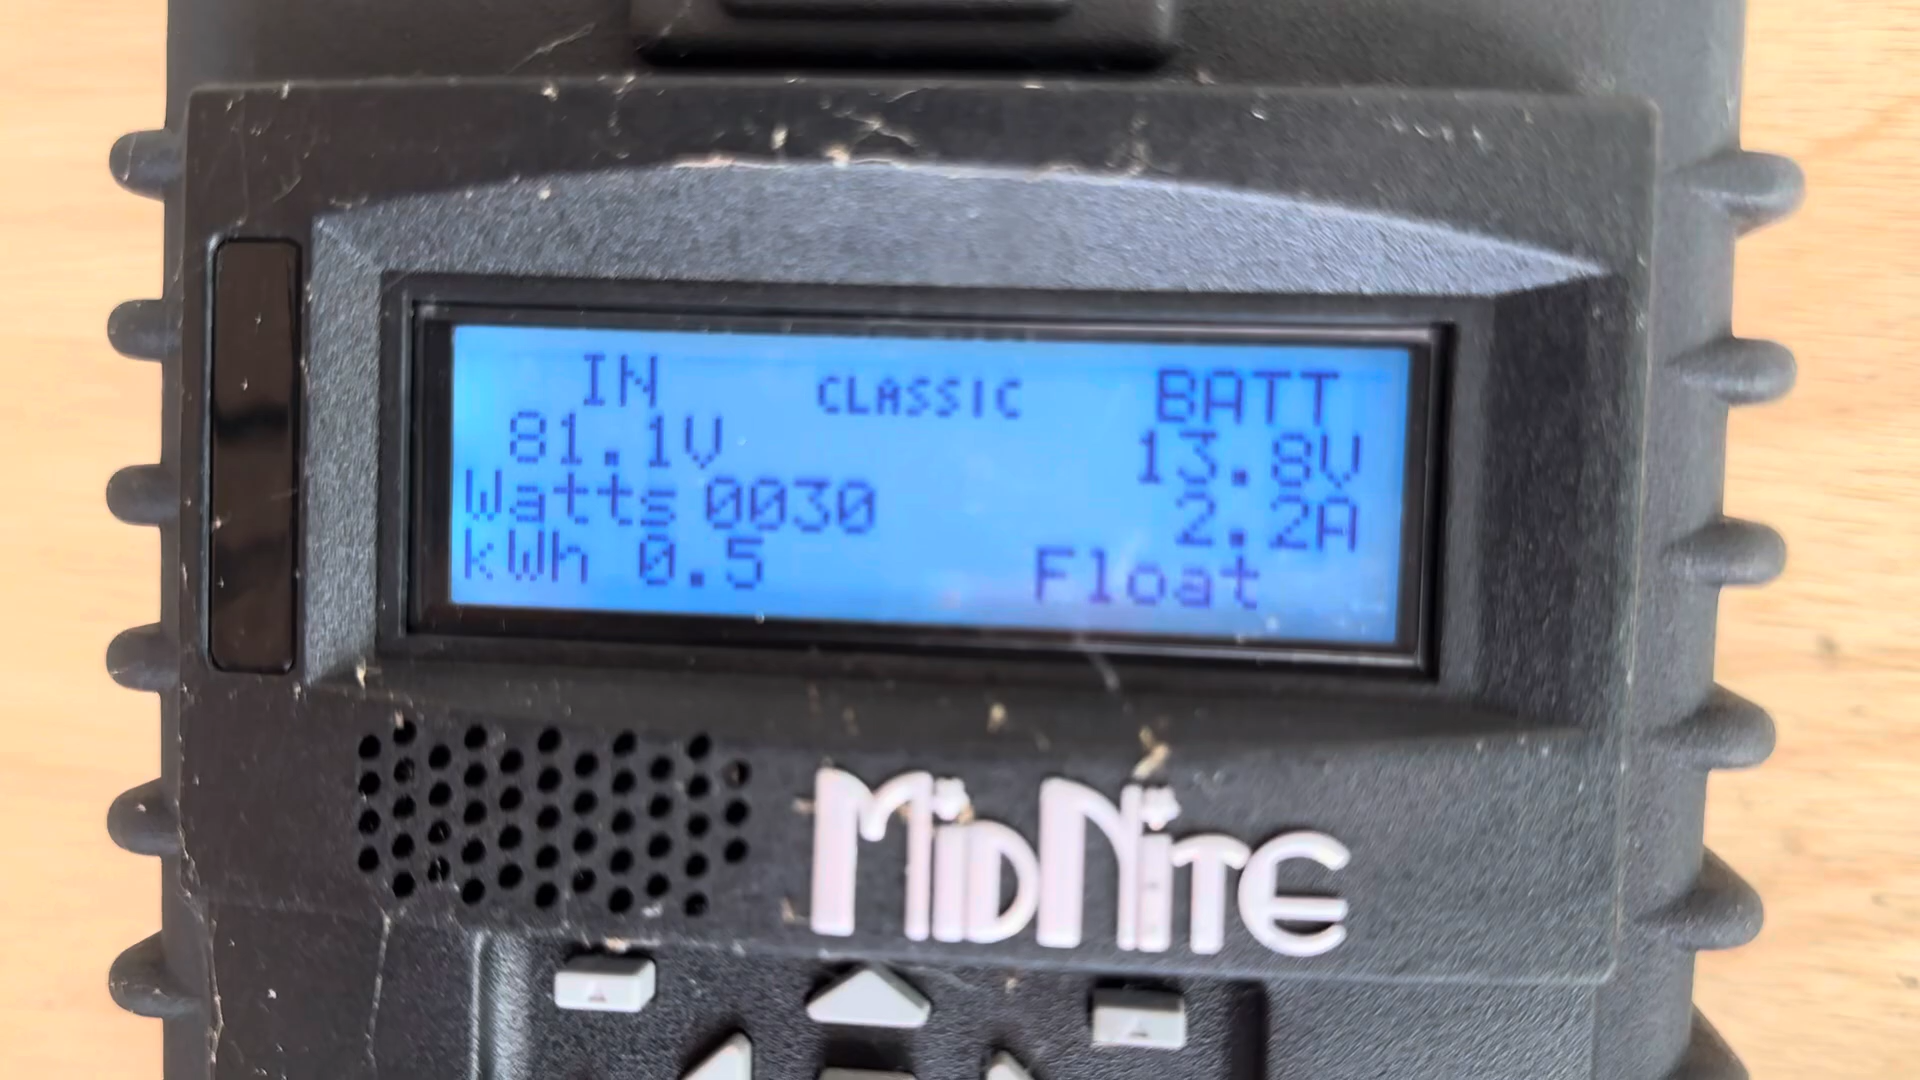 IN CLASSIC BATT
81.1V 13.8V
Watts 0030 2.2A
kWh 0.5 Float
MIDNITE